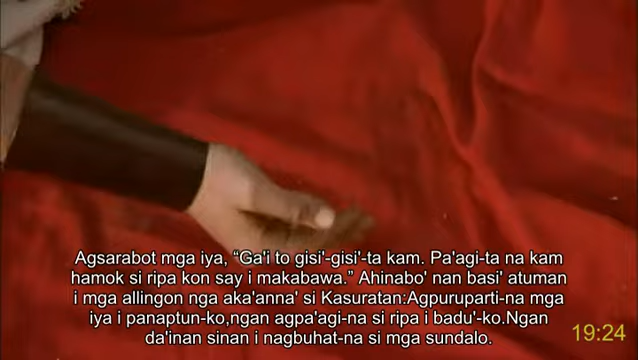 Agsarabot mga iya, “Ga'i to gisi'-gisi'-ta kam. Pa'agi-ta na kam
hamok si ripa kon say i makabawa.” Ahinabo' nan basi' atuman
i mga allingon nga aka'anna' si Kasuratan:Agpuruparti-na mga
iya i panaptun-ko,ngan agpa'agi-na si ripa i badu'-ko.Ngan
da'inan sinan i nagbuhat-na si mga sundalo.
19:24